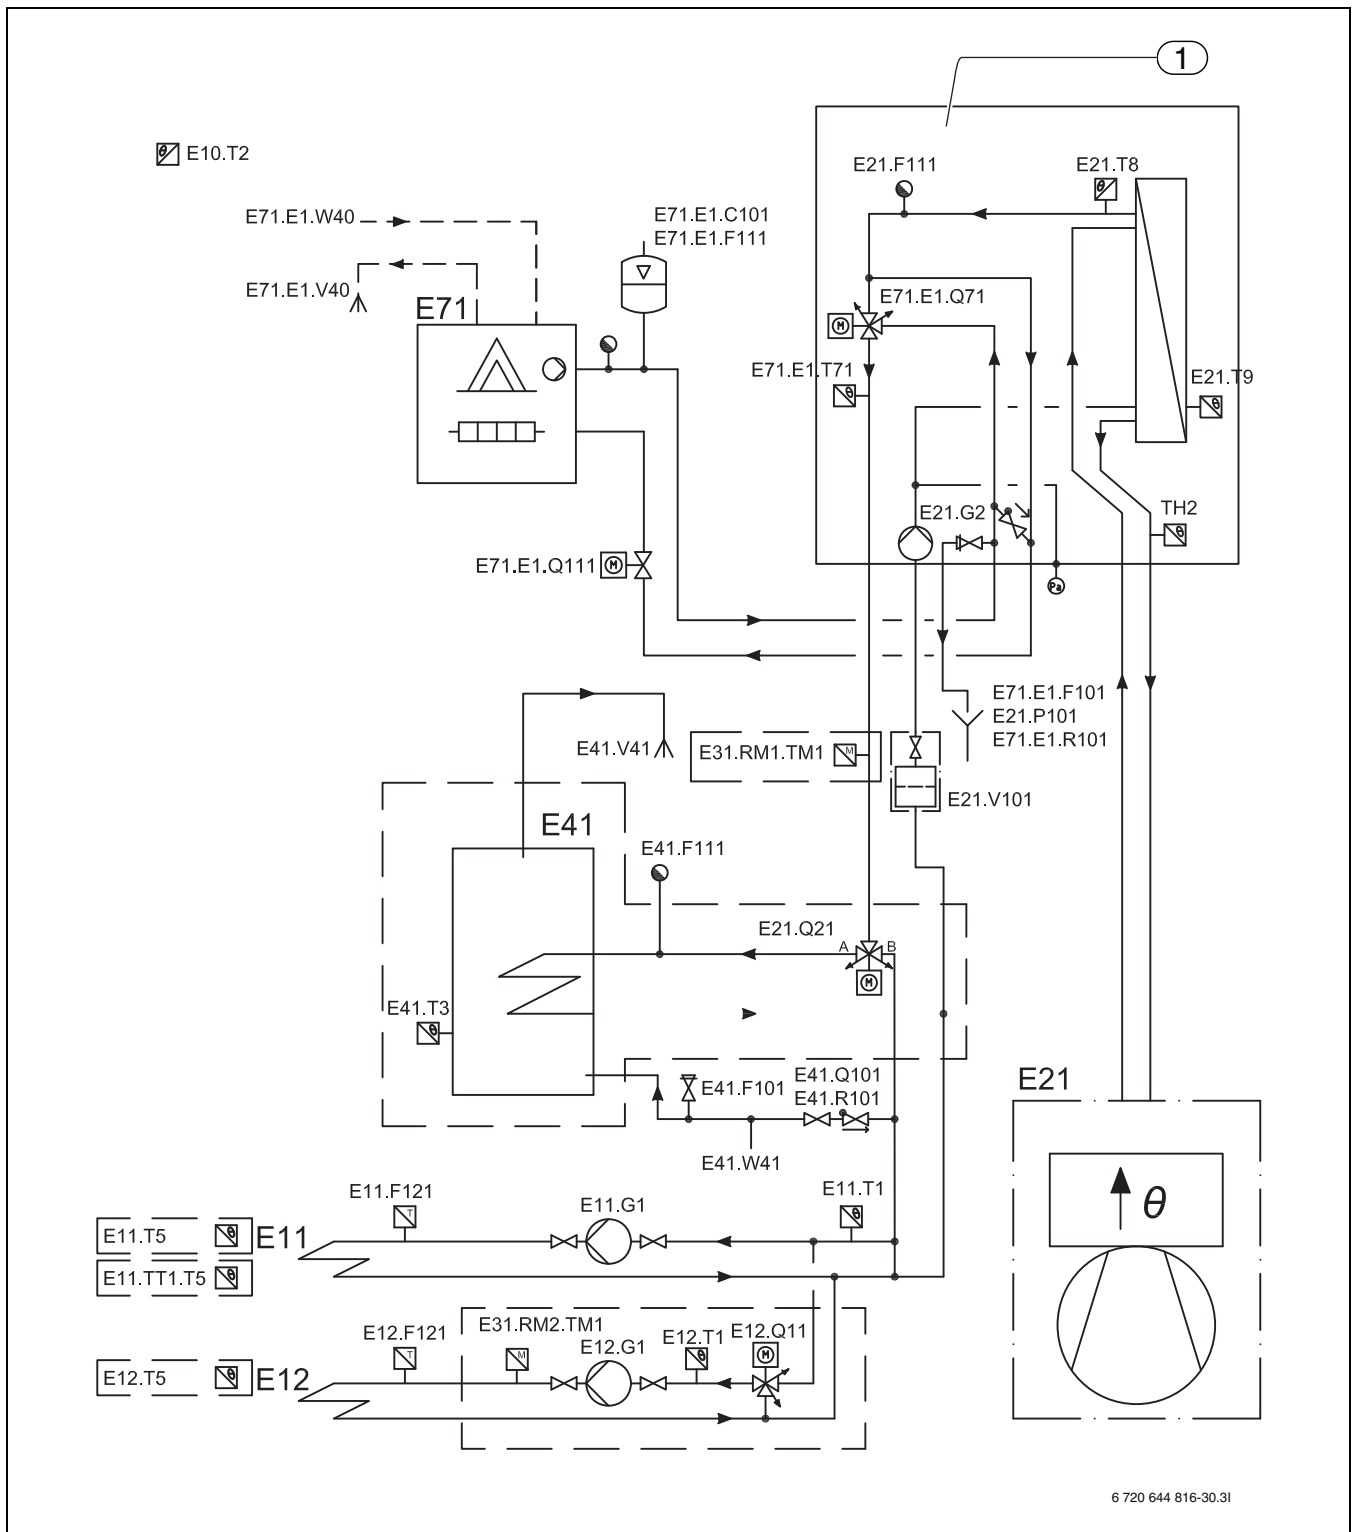 1
E10.T2
E21.F111
E21.T8
E71.E1.W40
E71.E1.C101
E71.E1.F111
E71.E1.V40
E71
E71.E1.Q71
M
E71.E1.T71
θ
E21.T9
E21.G2
TH2
E71.E1.Q111
M
Pa
E71.E1.F101
E21.P101
E71.E1.R101
E41.V41
E31.RM1.TM1
M
E21.V101
E41
E41.F111
E21.Q21
A
B
M
E41.T3
E41.F101
E41.Q101
E41.R101
E41.W41
E21
θ
E11.F121
T
E11.G1
E11.T1
E11.T5
E11
E11.TT1.T5
E12.F121
T
E31.RM2.TM1
M
E12.G1
E12.T1
E12.Q11
M
E12.T5
E12
6 720 644 816-30.3I